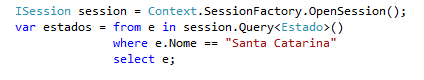 ISession session = Context.SessionFactory.OpenSession();
var estados = from e in session.Query<Estado>()
where e.Nome == "Santa Catarina"
select e;